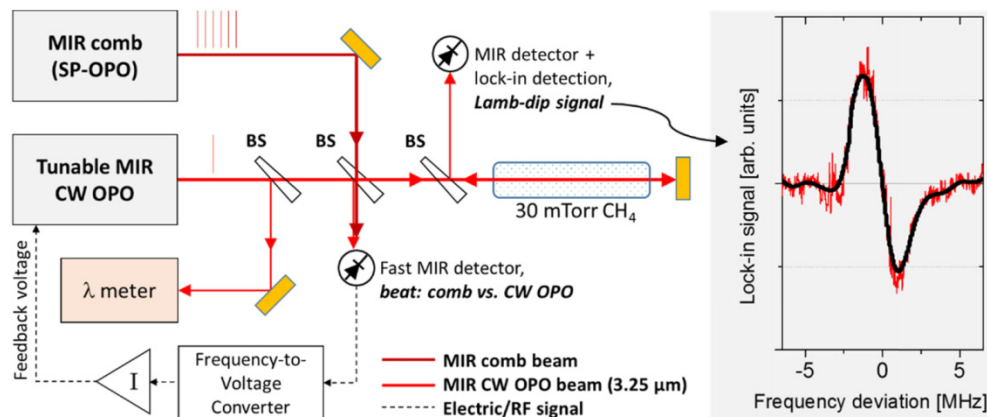 MIR comb
(SP-OPO)
MIR detector +
lock-in detection,
Lamb-dip signal
Tunable MIR
CW OPO
BS
BS
BS
30 mTorr CH₄
Fast MIR detector,
beat: comb vs. CW OPO
λ meter
Feedback voltage
I
Frequency-to-
Voltage
Converter
MIR comb beam
MIR CW OPO beam (3.25 µm)
Electric/RF signal
Lock-in signal [arb. units]
-5 0 5
Frequency deviation [MHz]